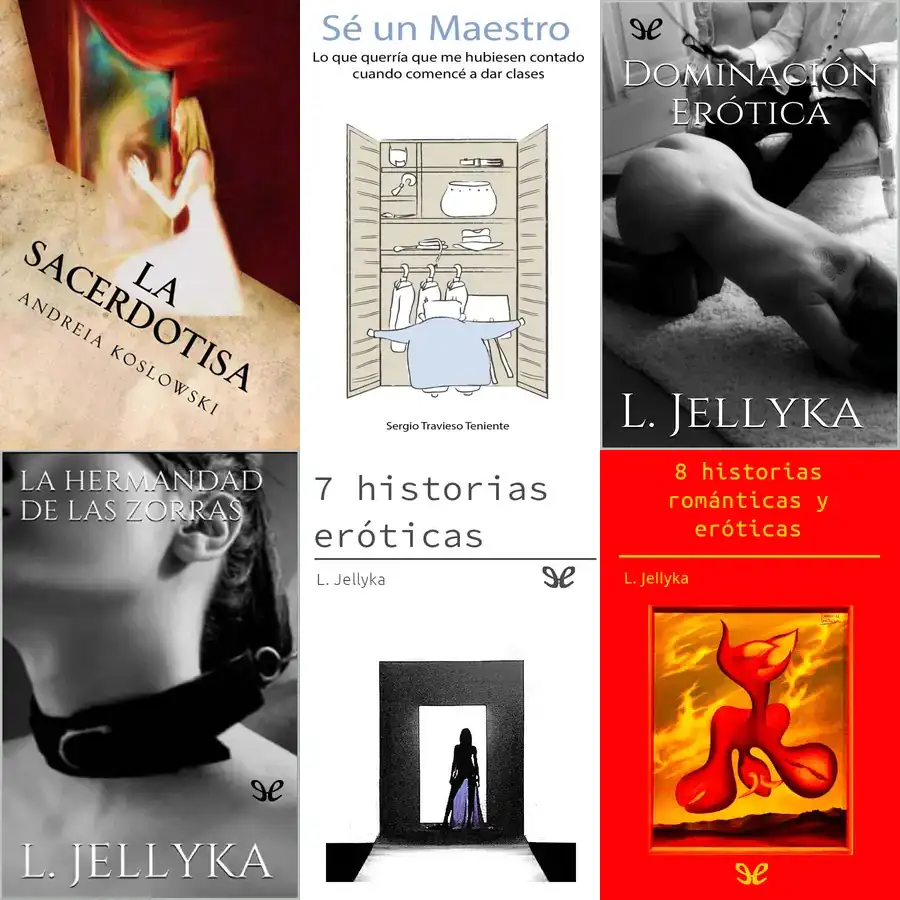 LA
SACERDOTISA
ANDREIA KOSLOWSKI
Sé un Maestro
Lo que querría que me hubiesen contado
cuando comencé a dar clases
Sergio Travieso Teniente
DOMINACIÓN
ERÓTICA
L. JELLYKA
LA HERMANDAD
DE LAS ZORRAS
L. JELLYKA
7 historias
eróticas
L. Jellyka
8 historias
románticas y
eróticas
L. Jellyka